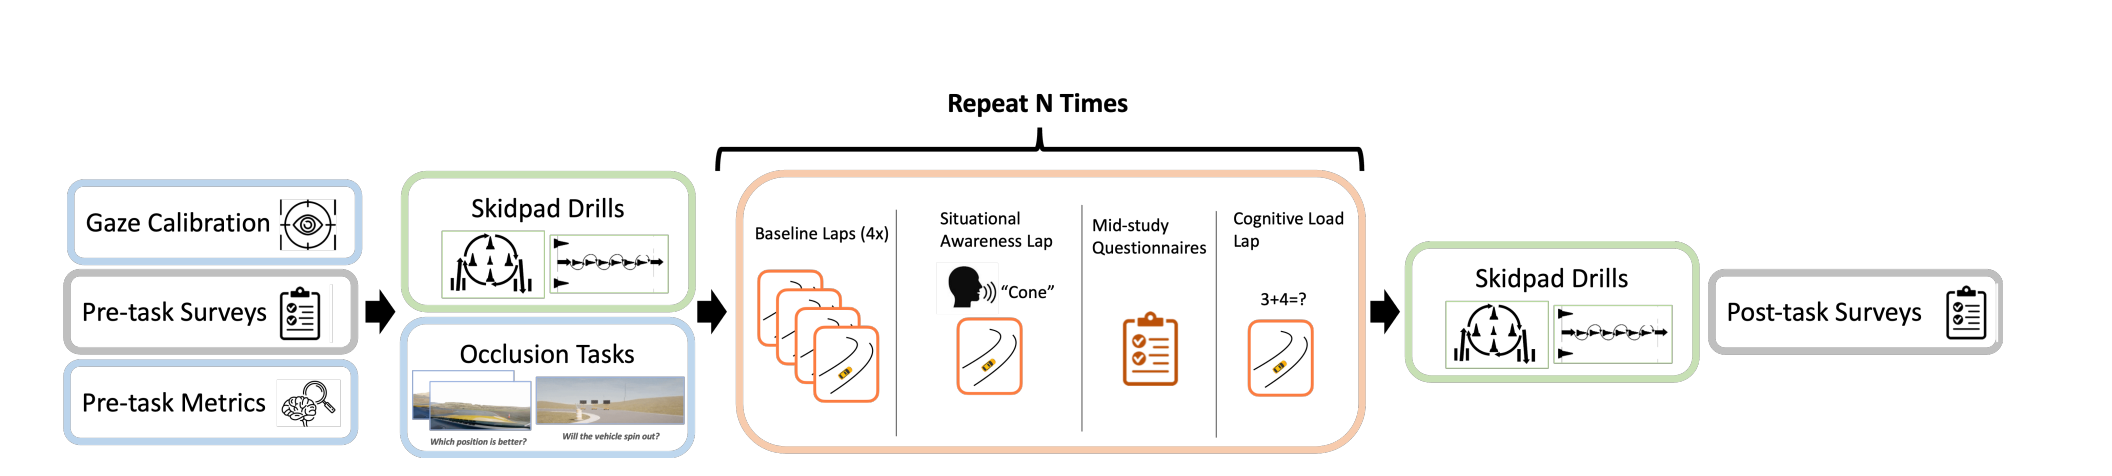 Repeat N Times
Gaze Calibration
Pre-task Surveys
Pre-task Metrics
Skidpad Drills
Occlusion Tasks
Which position is better?
Will the vehicle spin out?
Baseline Laps (4x)
Situational
Awareness Lap
“Cone”
Mid-study
Questionnaires
Cognitive Load
Lap
3+4=?
Skidpad Drills
Post-task Surveys